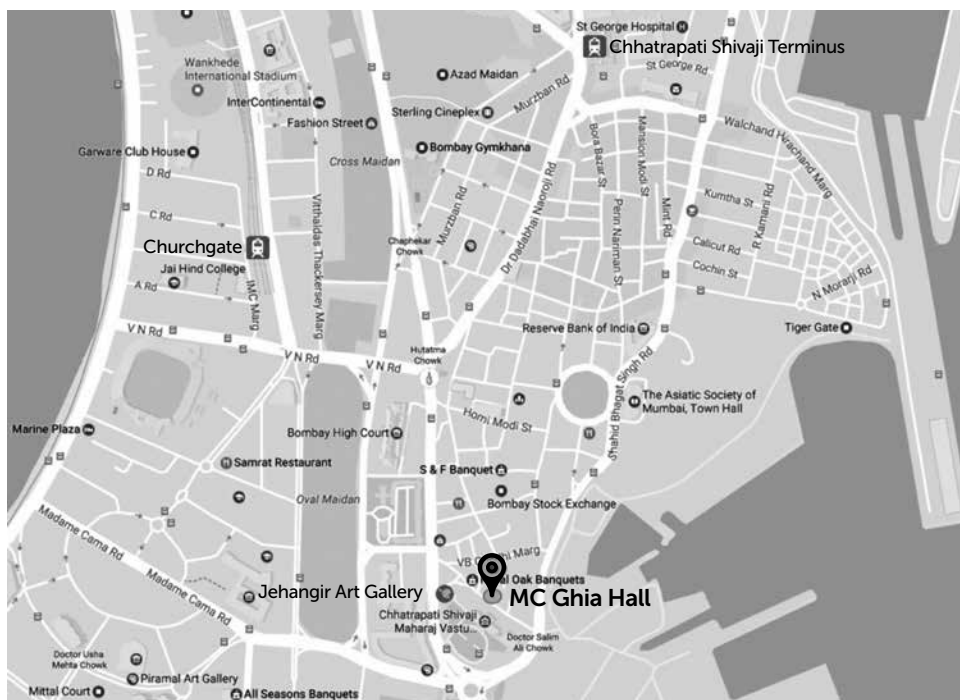 St George Hospital
Chhatrapati Shivaji Terminus
Wankhede
International Stadium
Azad Maidan
St George Rd
InterContinental
Sterling Cineplex
Murzban Rd
Fashion Street
Walchand Hirachand Marg
Garware Club House
Cross Maidan
Bombay Gymkhana
Bora Bazar St
Mansion Modi St
D Rd
Vitthaldas Thackersey Marg
Murzban Rd
Dr Dadabhai Naoroji Rd
Perin Nariman St
Mint Rd
Kumtha St
R Kamani Rd
C Rd
Churchgate
Chaphekar
Chowk
Calicut Rd
Jai Hind College
Cochin St
N Morarji Rd
A Rd
IMC Marg
V N Rd
Reserve Bank of India
Tiger Gate
V N Rd
Hutatma
Chowk
V N Rd
Shahid Bhagat Singh Rd
The Asiatic Society of
Mumbai, Town Hall
Homi Modi St
Marine Plaza
Bombay High Court
Samrat Restaurant
S & F Banquet
Oval Maidan
Bombay Stock Exchange
Madame Cama Rd
VB
Marg
Oak Banquets
Madame Cama Rd
Jehangir Art Gallery
MC Ghia Hall
Chhatrapati Shivaji
Maharaj Vastu...
Doctor Salim
Ali Chowk
Doctor Usha
Mehta Chowk
Piramal Art Gallery
Mittal Court
All Seasons Banquets